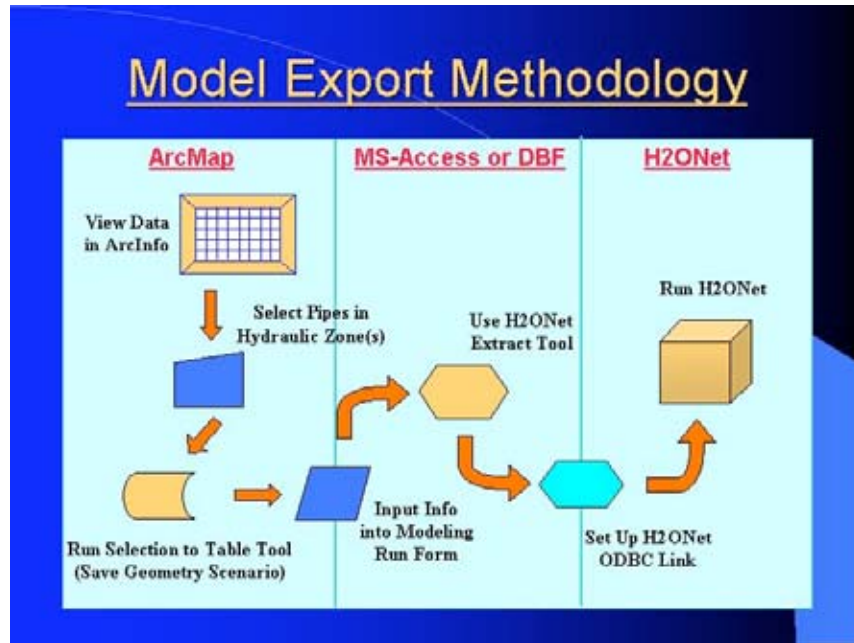 Model Export Methodology
ArcMap
MS-Access or DBF
H2ONet
View Data
in ArcInfo
Select Pipes in
Hydraulic Zone(s)
Run Selection to Table Tool
(Save Geometry Scenario)
Input Info
into Modeling
Run Form
Use H2ONet
Extract Tool
Set Up H2ONet
ODBC Link
Run H2ONet